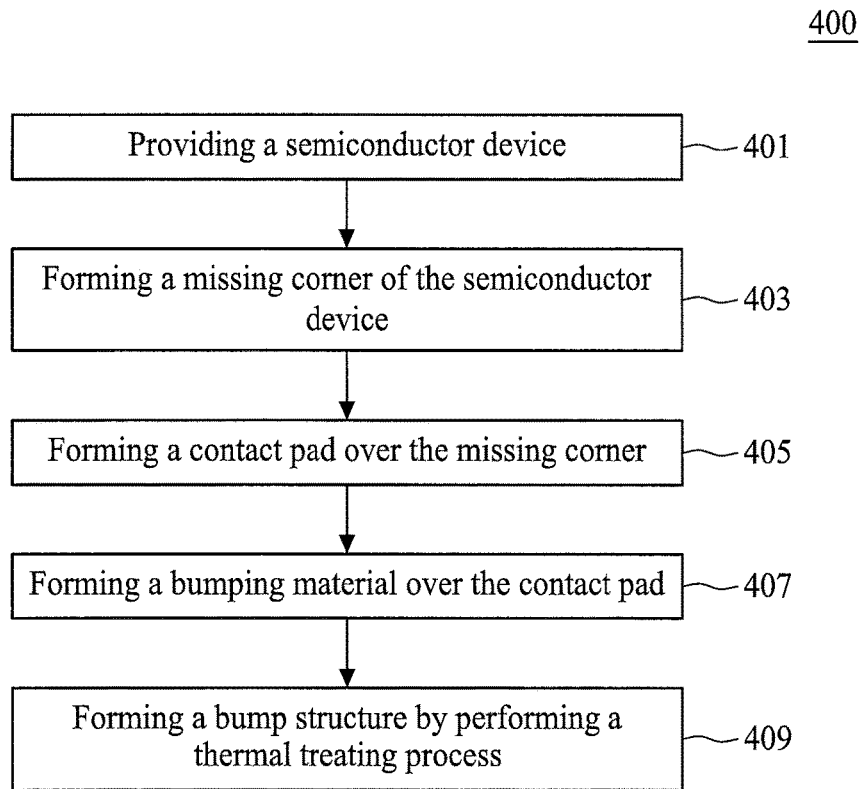 400
Providing a semiconductor device
401
Forming a missing corner of the semiconductor
device
403
Forming a contact pad over the missing corner
405
Forming a bumping material over the contact pad
407
Forming a bump structure by performing a
thermal treating process
409